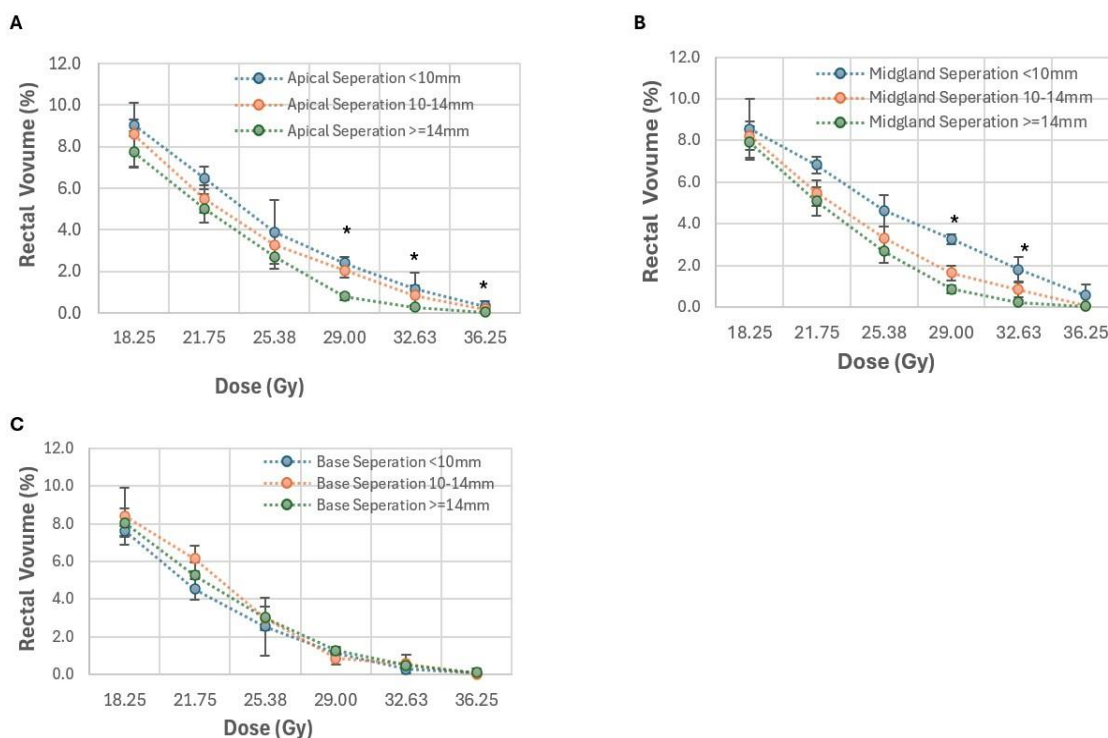 A
Rectal Vovume (%)
12.0
10.0
8.0
6.0
4.0
2.0
0.0
Apical Seperation <10mm
Apical Seperation 10-14mm
Apical Seperation >=14mm
*
*
*
18.25 21.75 25.38 29.00 32.63 36.25
Dose (Gy)
B
Rectal Vovume (%)
12.0
10.0
8.0
6.0
4.0
2.0
0.0
Midgland Seperation <10mm
Midgland Seperation 10-14mm
Midgland Seperation >=14mm
*
*
18.25 21.75 25.38 29.00 32.63 36.25
Dose (Gy)
C
Rectal Vovume (%)
12.0
10.0
8.0
6.0
4.0
2.0
0.0
Base Seperation <10mm
Base Seperation 10-14mm
Base Seperation >=14mm
18.25 21.75 25.38 29.00 32.63 36.25
Dose (Gy)